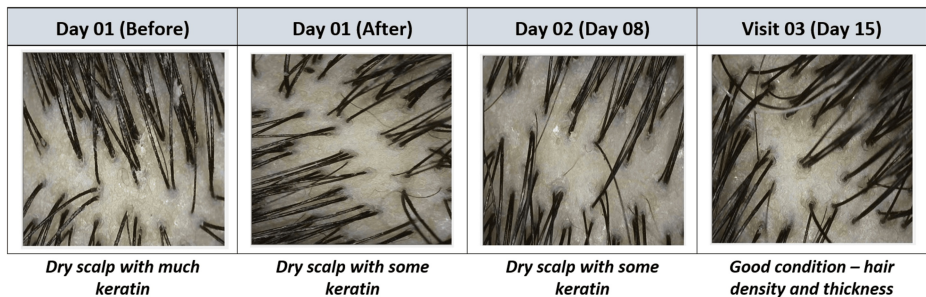 Day 01 (Before)
Day 01 (After)
Day 02 (Day 08)
Visit 03 (Day 15)
Dry scalp with much
keratin
Dry scalp with some
keratin
Dry scalp with some
keratin
Good condition – hair
density and thickness